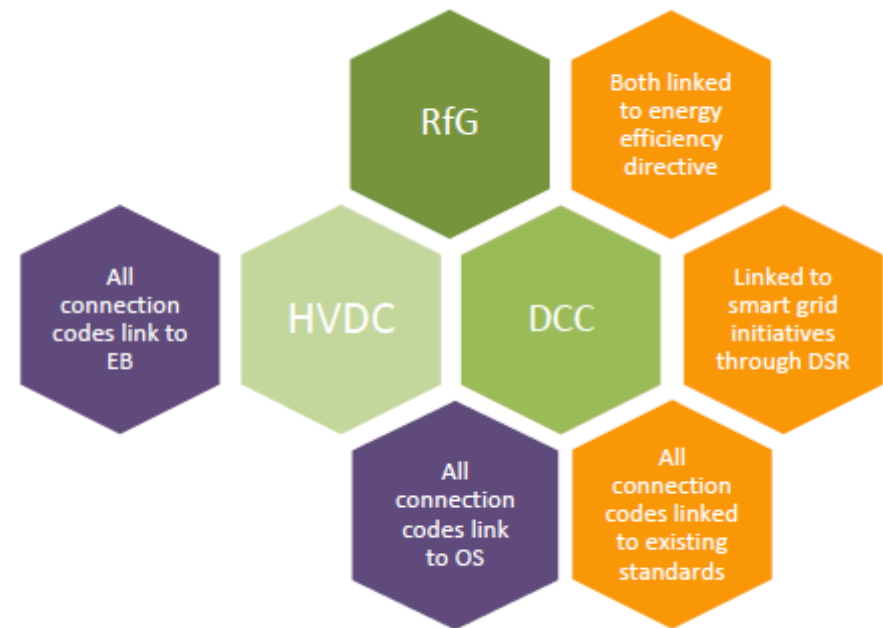 RfG
Both linked
to energy
efficiency
directive
All
connection
codes link to
EB
HVDC
DCC
Linked to
smart grid
initiatives
through DSR
All
connection
codes link
to OS
All
connection
codes linked
to existing
standards